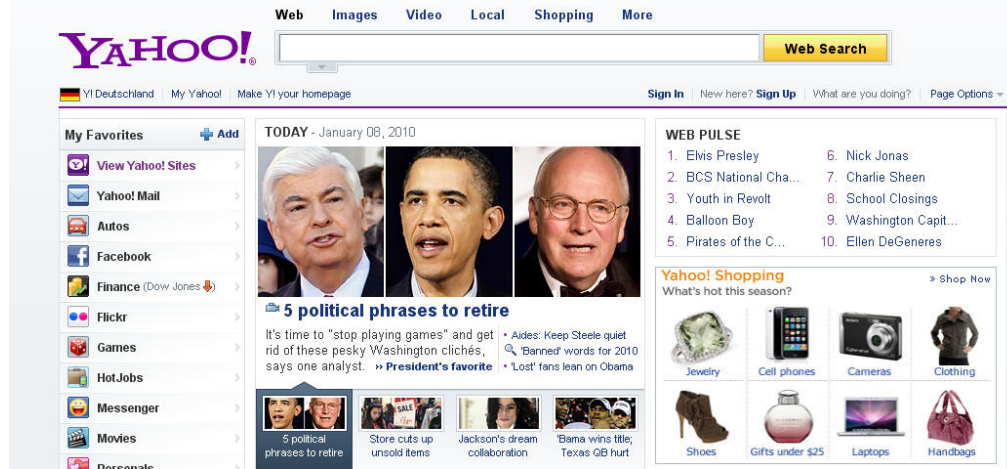 Web Images Video Local Shopping More
YAHOO!®
Web Search
Y! Deutschland My Yahoo! Make Y! your homepage
Sign In New here? Sign Up What are you doing? Page Options
My Favorites Add
View Yahoo! Sites
Yahoo! Mail
Autos
Facebook
Finance (Dow Jones)
Flickr
Games
HotJobs
Messenger
Movies
Personals
TODAY - January 08, 2010
5 political phrases to retire
It's time to "stop playing games" and get
rid of these pesky Washington clichés,
says one analyst. » President's favorite
• Aides: Keep Steele quiet
'Banned' words for 2010
• 'Lost' fans lean on Obama
5 political
phrases to retire
Store cuts up
unsold items
Jackson's dream
collaboration
'Bama wins title;
Texas QB hurt
WEB PULSE
1. Elvis Presley
2. BCS National Cha...
3. Youth in Revolt
4. Balloon Boy
5. Pirates of the C...
6. Nick Jonas
7. Charlie Sheen
8. School Closings
9. Washington Capit...
10. Ellen DeGeneres
Yahoo! Shopping
» Shop Now
What's hot this season?
Jewelry
Cell phones
Cameras
Clothing
Shoes
Gifts under $25
Laptops
Handbags
SALE